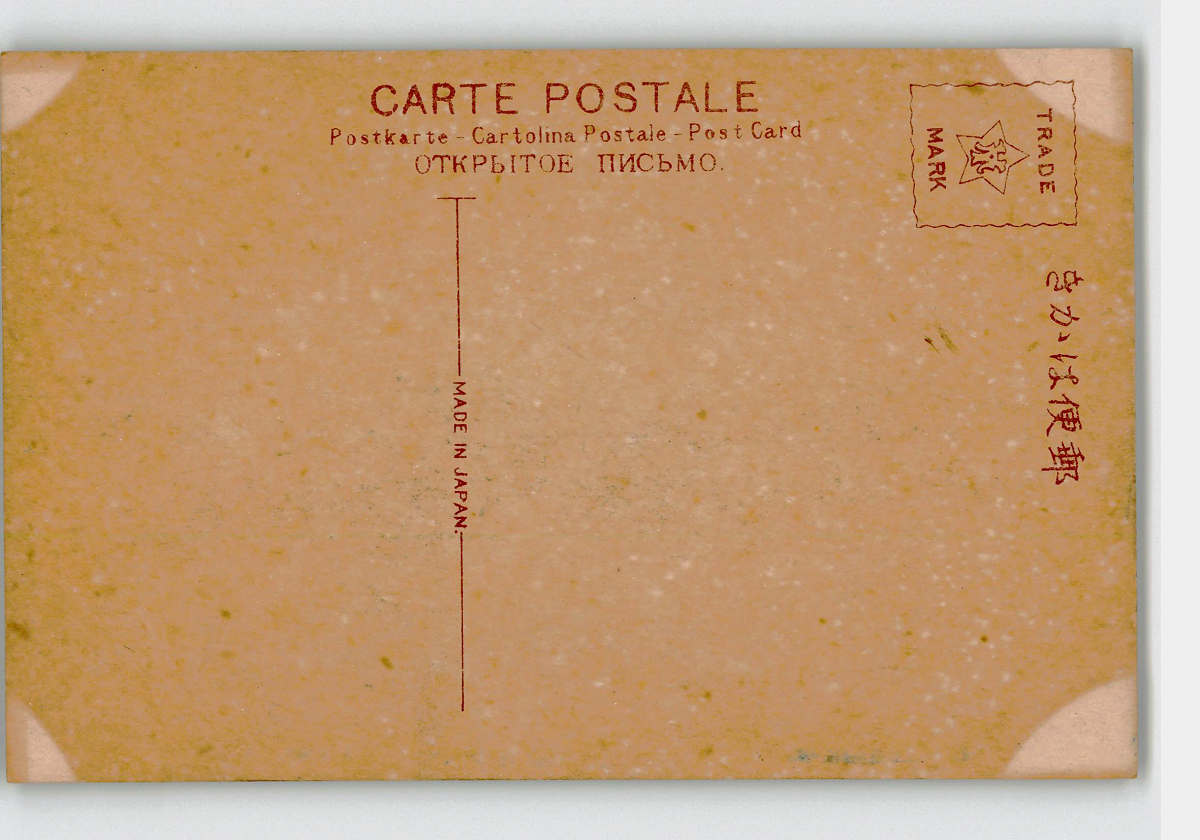 CARTE POSTALE
Postkarte - Cartolina Postale - Post Card
ОТКРЫТОЕ ПИСЬМО.
TRADE
MARK
きかは便郵
MADE IN JAPAN.